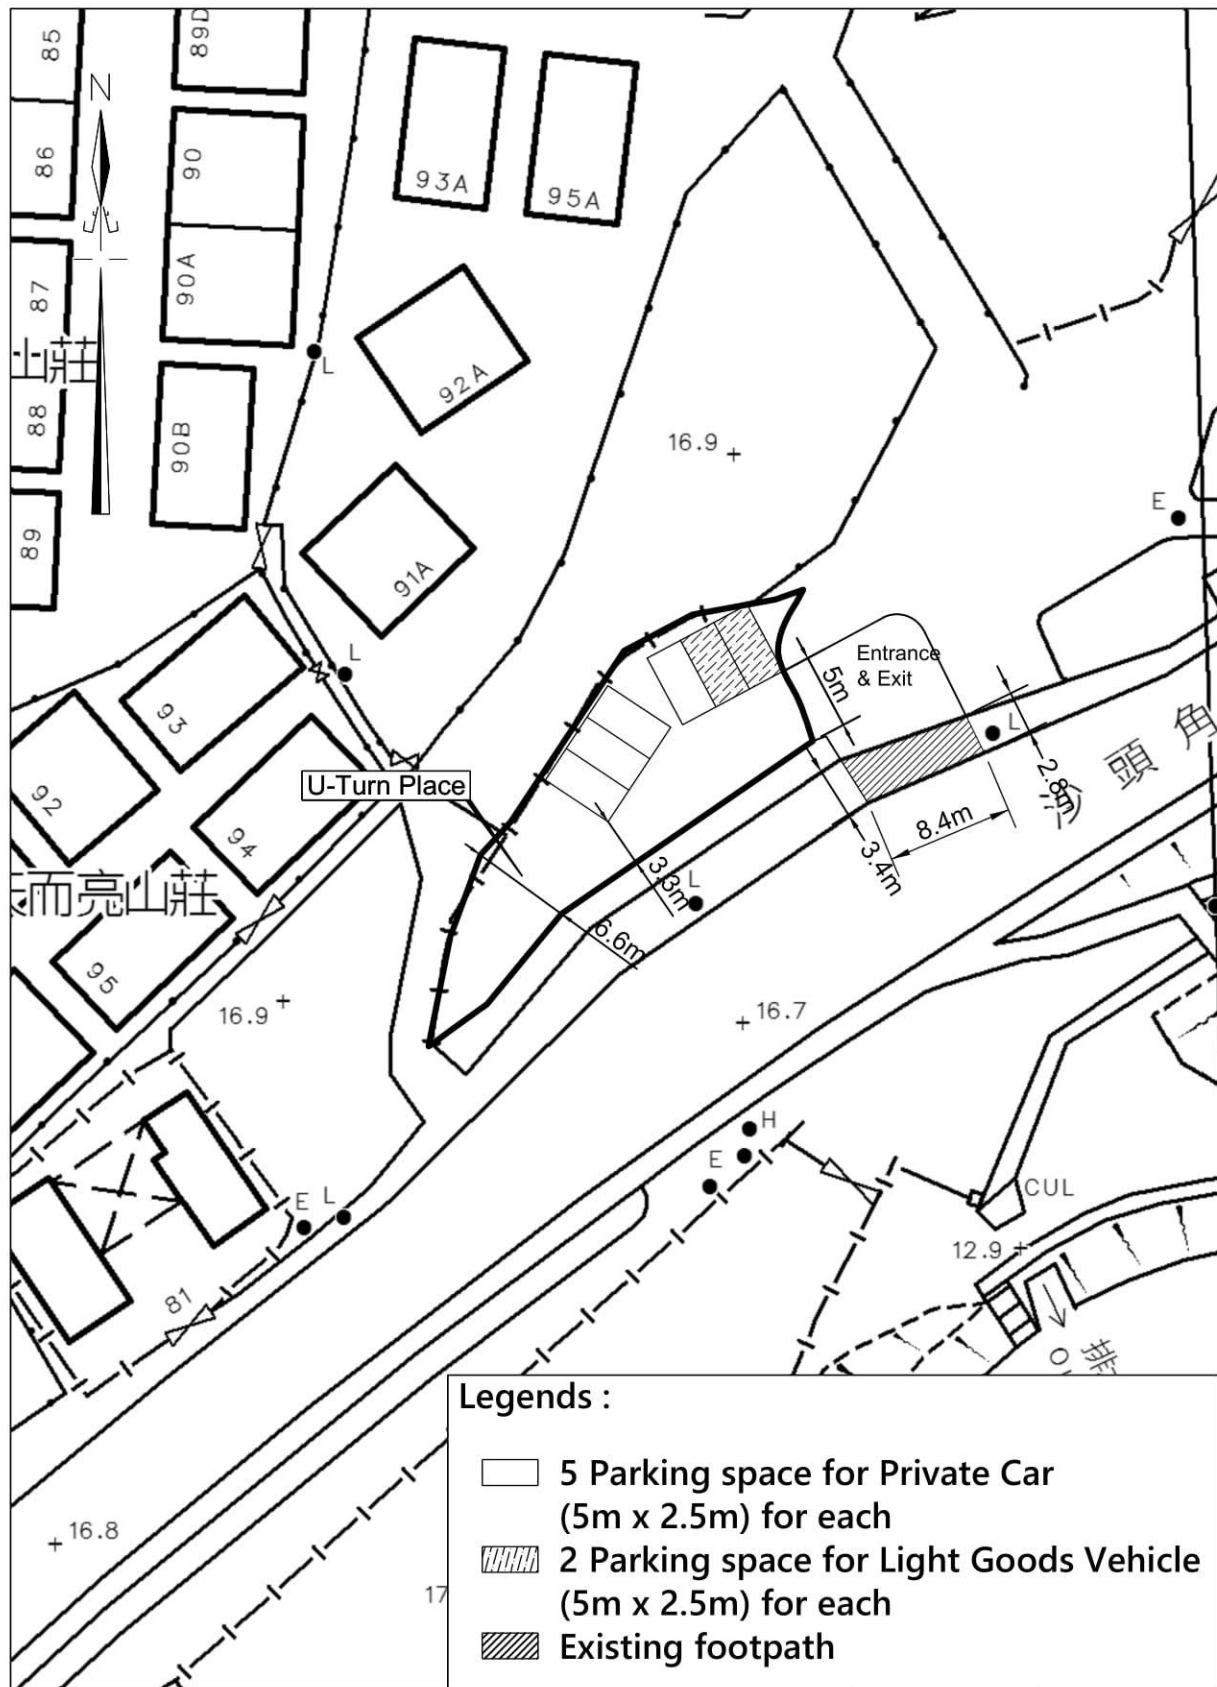 85
89D
N
86
90
93A
95A
90A
87
山莊
L
92A
88
90B
16.9
E
89
91A
L
93
Entrance
& Exit
5m
L
U-Turn Place
92
94
2.8m
沙頭角
8.4m
3.4m
3.3m
L
而亮山莊
6.6m
95
16.9
16.7
H
E
E
L
CUL
12.9
81
排
Legends :
5 Parking space for Private Car
(5m x 2.5m) for each
16.8
2 Parking space for Light Goods Vehicle
(5m x 2.5m) for each
17
Existing footpath